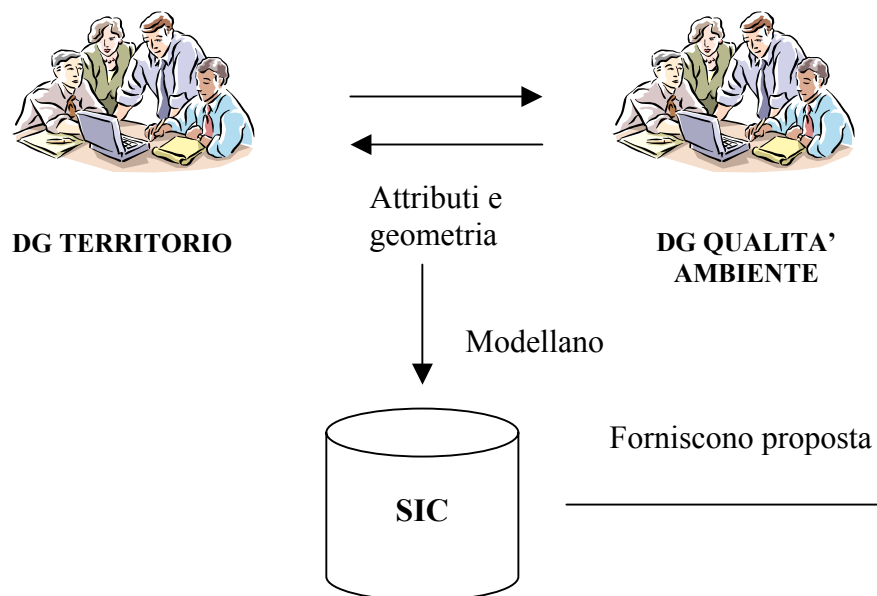 Attributi e
geometria
DG TERRITORIO
DG QUALITA’
AMBIENTE
Modellano
Forniscono proposta
SIC